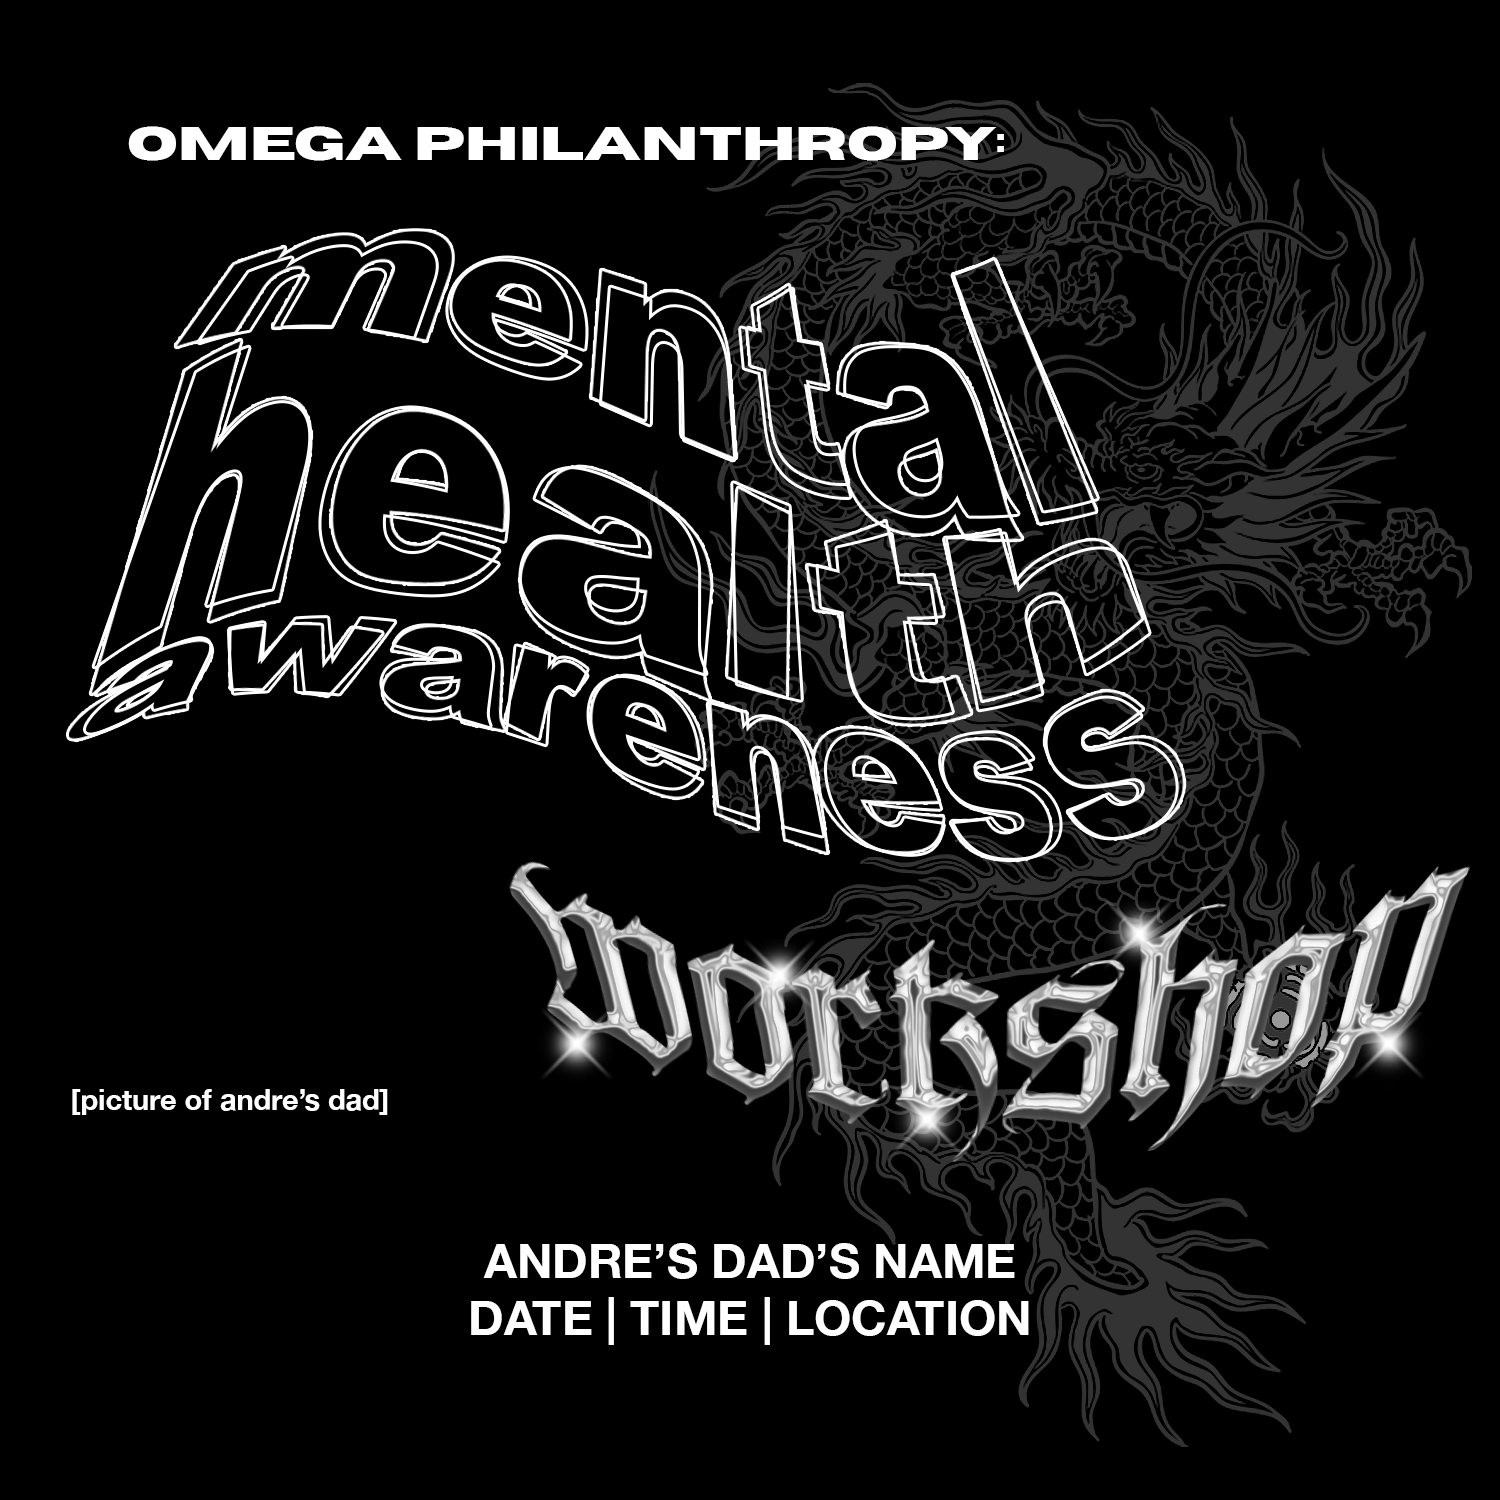 OMEGA PHILANTHROPY:
mental
health
awareness
workshop
[picture of andre’s dad]
ANDRE’S DAD’S NAME
DATE | TIME | LOCATION